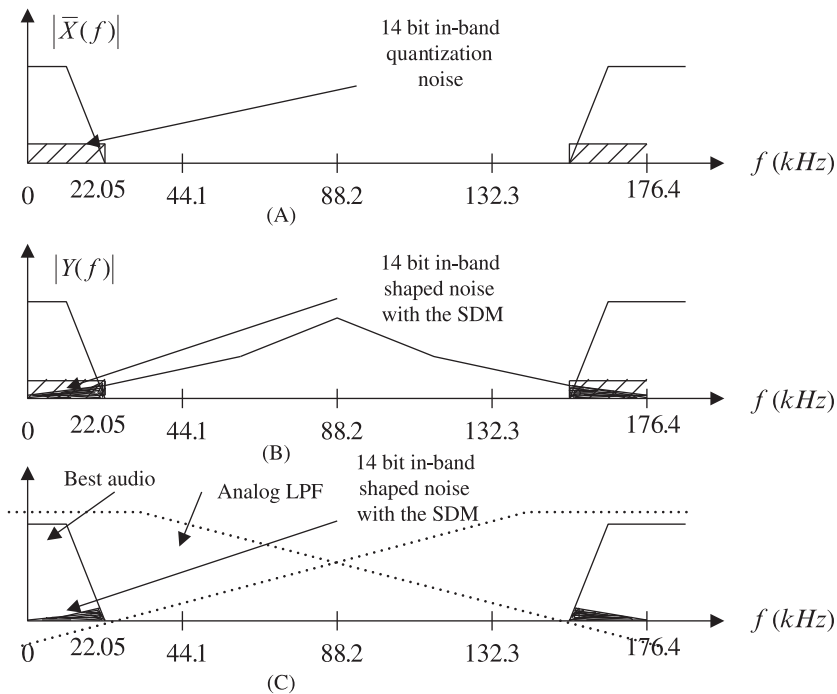 |X̅(f)|
14 bit in-band
quantization
noise
f (kHz)
0
22.05
44.1
88.2
132.3
176.4
(A)
|Y(f)|
14 bit in-band
shaped noise
with the SDM
f (kHz)
0
22.05
44.1
88.2
132.3
176.4
(B)
Best audio
Analog LPF
14 bit in-band
shaped noise
with the SDM
f (kHz)
0
22.05
44.1
88.2
132.3
176.4
(C)